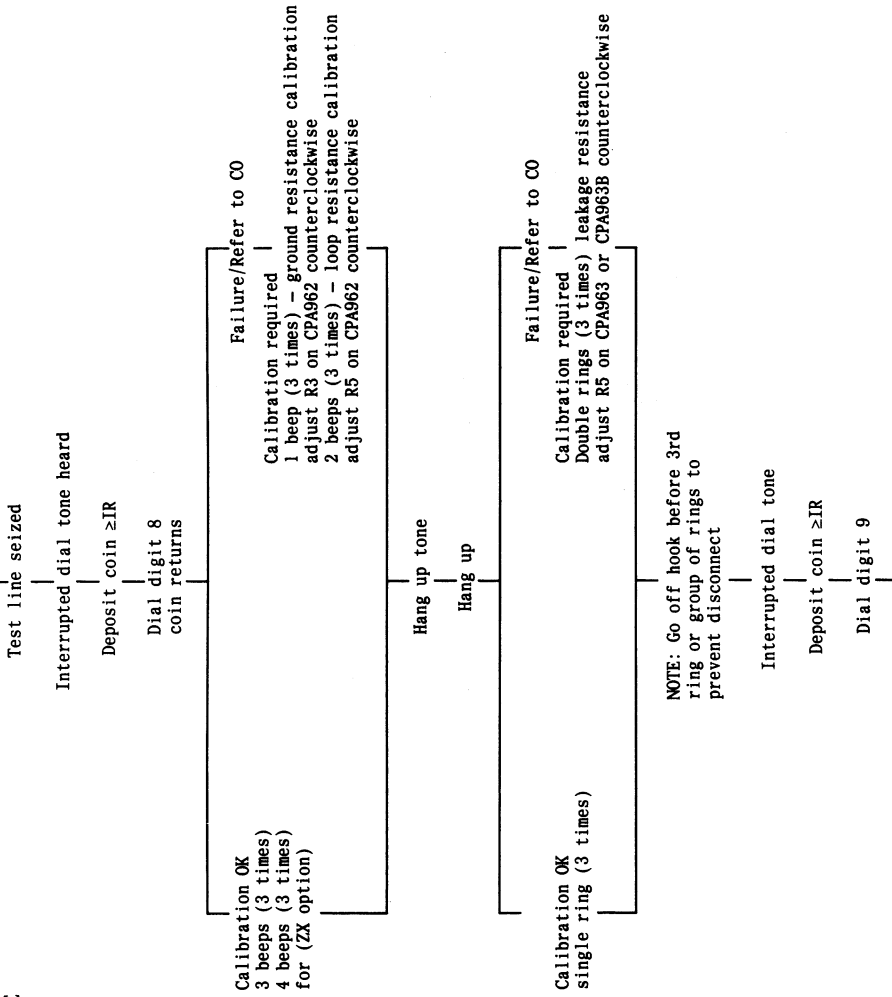 Test line seized
Interrupted dial tone heard
Deposit coin ≥IR
Dial digit 8
coin returns
Calibration OK
3 beeps (3 times)
4 beeps (3 times)
for (ZX option)
Failure/Refer to CO
Calibration required
1 beep (3 times) — ground resistance calibration
adjust R3 on CPA962 counterclockwise
2 beeps (3 times) — loop resistance calibration
adjust R5 on CPA962 counterclockwise
Hang up tone
Hang up
Calibration OK
single ring (3 times)
Failure/Refer to CO
Calibration required
Double rings (3 times) leakage resistance
adjust R5 on CPA963 or CPA963B counterclockwise
NOTE: Go off hook before 3rd
ring or group of rings to
prevent disconnect
Interrupted dial tone
Deposit coin ≥IR
Dial digit 9